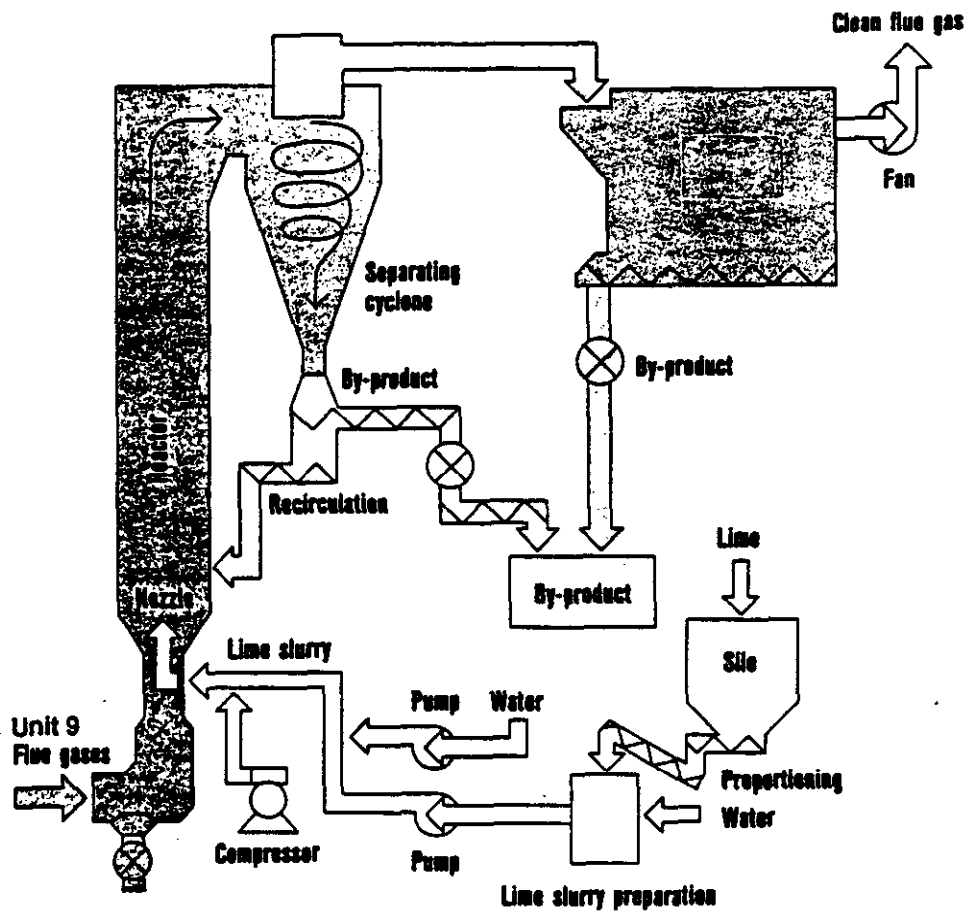 Clean flue gas
Fan
Separating
cyclone
By-product
By-product
Reactor
Recirculation
Nozzle
By-product
Lime
Silo
Lime slurry
Pump
Water
Unit 9
Flue gases
Proportioning
Water
Compressor
Pump
Lime slurry preparation